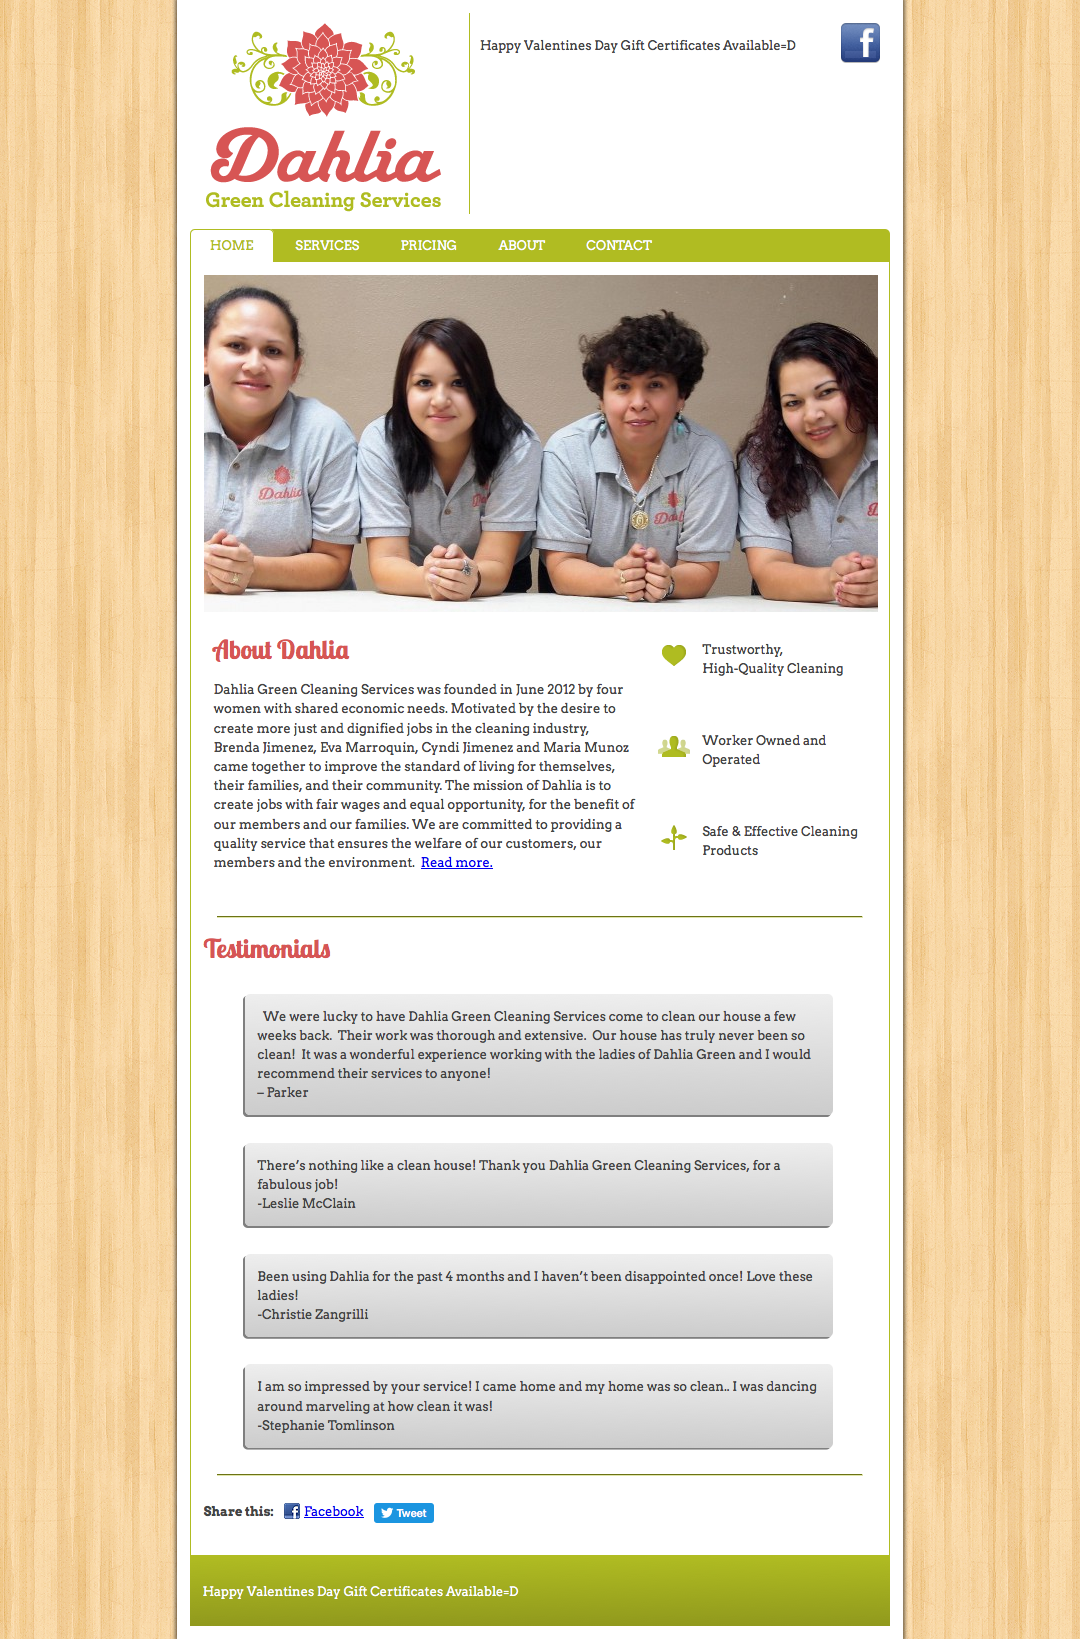 Dahlia
Green Cleaning Services
Happy Valentines Day Gift Certificates Available=D
f
HOME SERVICES PRICING ABOUT CONTACT
Dahlia
Dahlia
About Dahlia
Dahlia Green Cleaning Services was founded in June 2012 by four
women with shared economic needs. Motivated by the desire to
create more just and dignified jobs in the cleaning industry,
Brenda Jimenez, Eva Marroquin, Cyndi Jimenez and Maria Munoz
came together to improve the standard of living for themselves,
their families, and their community. The mission of Dahlia is to
create jobs with fair wages and equal opportunity, for the benefit of
our members and our families. We are committed to providing a
quality service that ensures the welfare of our customers, our
members and the environment. Read more.
Trustworthy,
High-Quality Cleaning
Worker Owned and
Operated
Safe & Effective Cleaning
Products
Testimonials
We were lucky to have Dahlia Green Cleaning Services come to clean our house a few
weeks back. Their work was thorough and extensive. Our house has truly never been so
clean! It was a wonderful experience working with the ladies of Dahlia Green and I would
recommend their services to anyone!
– Parker
There’s nothing like a clean house! Thank you Dahlia Green Cleaning Services, for a
fabulous job!
-Leslie McClain
Been using Dahlia for the past 4 months and I haven’t been disappointed once! Love these
ladies!
-Christie Zangrilli
I am so impressed by your service! I came home and my home was so clean.. I was dancing
around marveling at how clean it was!
-Stephanie Tomlinson
Share this: f Facebook Tweet
Happy Valentines Day Gift Certificates Available=D